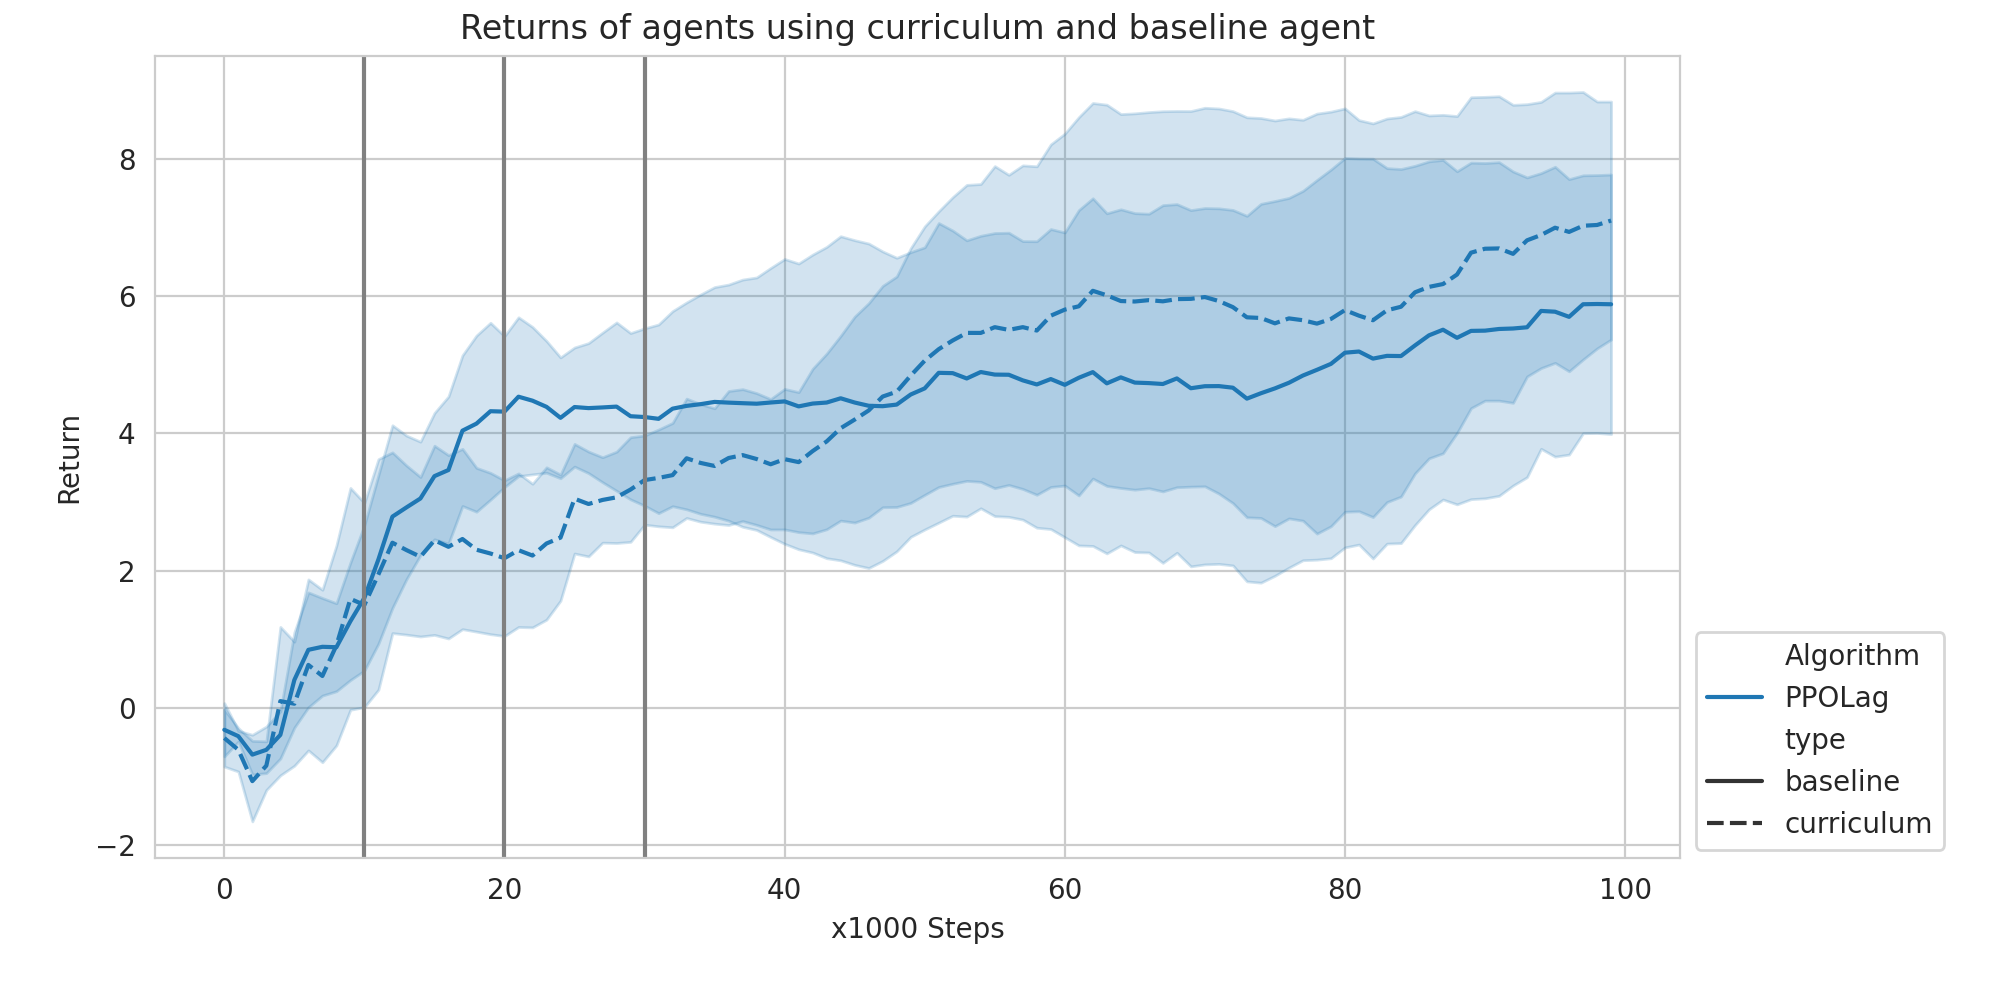 Returns of agents using curriculum and baseline agent
Return
8
6
4
2
0
−2
0 20 40 60 80 100
x1000 Steps
Algorithm
PPOLag
type
baseline
curriculum